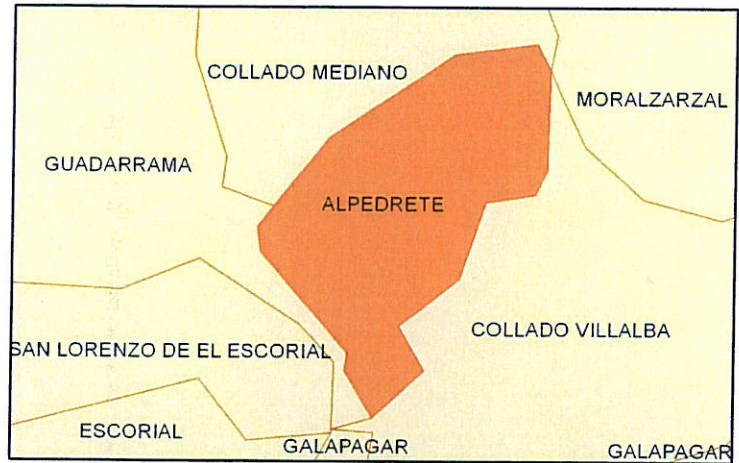 COLLADO MEDIANO
MORALZARZAL
GUADARRAMA
ALPEDRETE
COLLADO VILLALBA
SAN LORENZO DE EL ESCORIAL
ESCORIAL
GALAPAGAR
GALAPAGAR